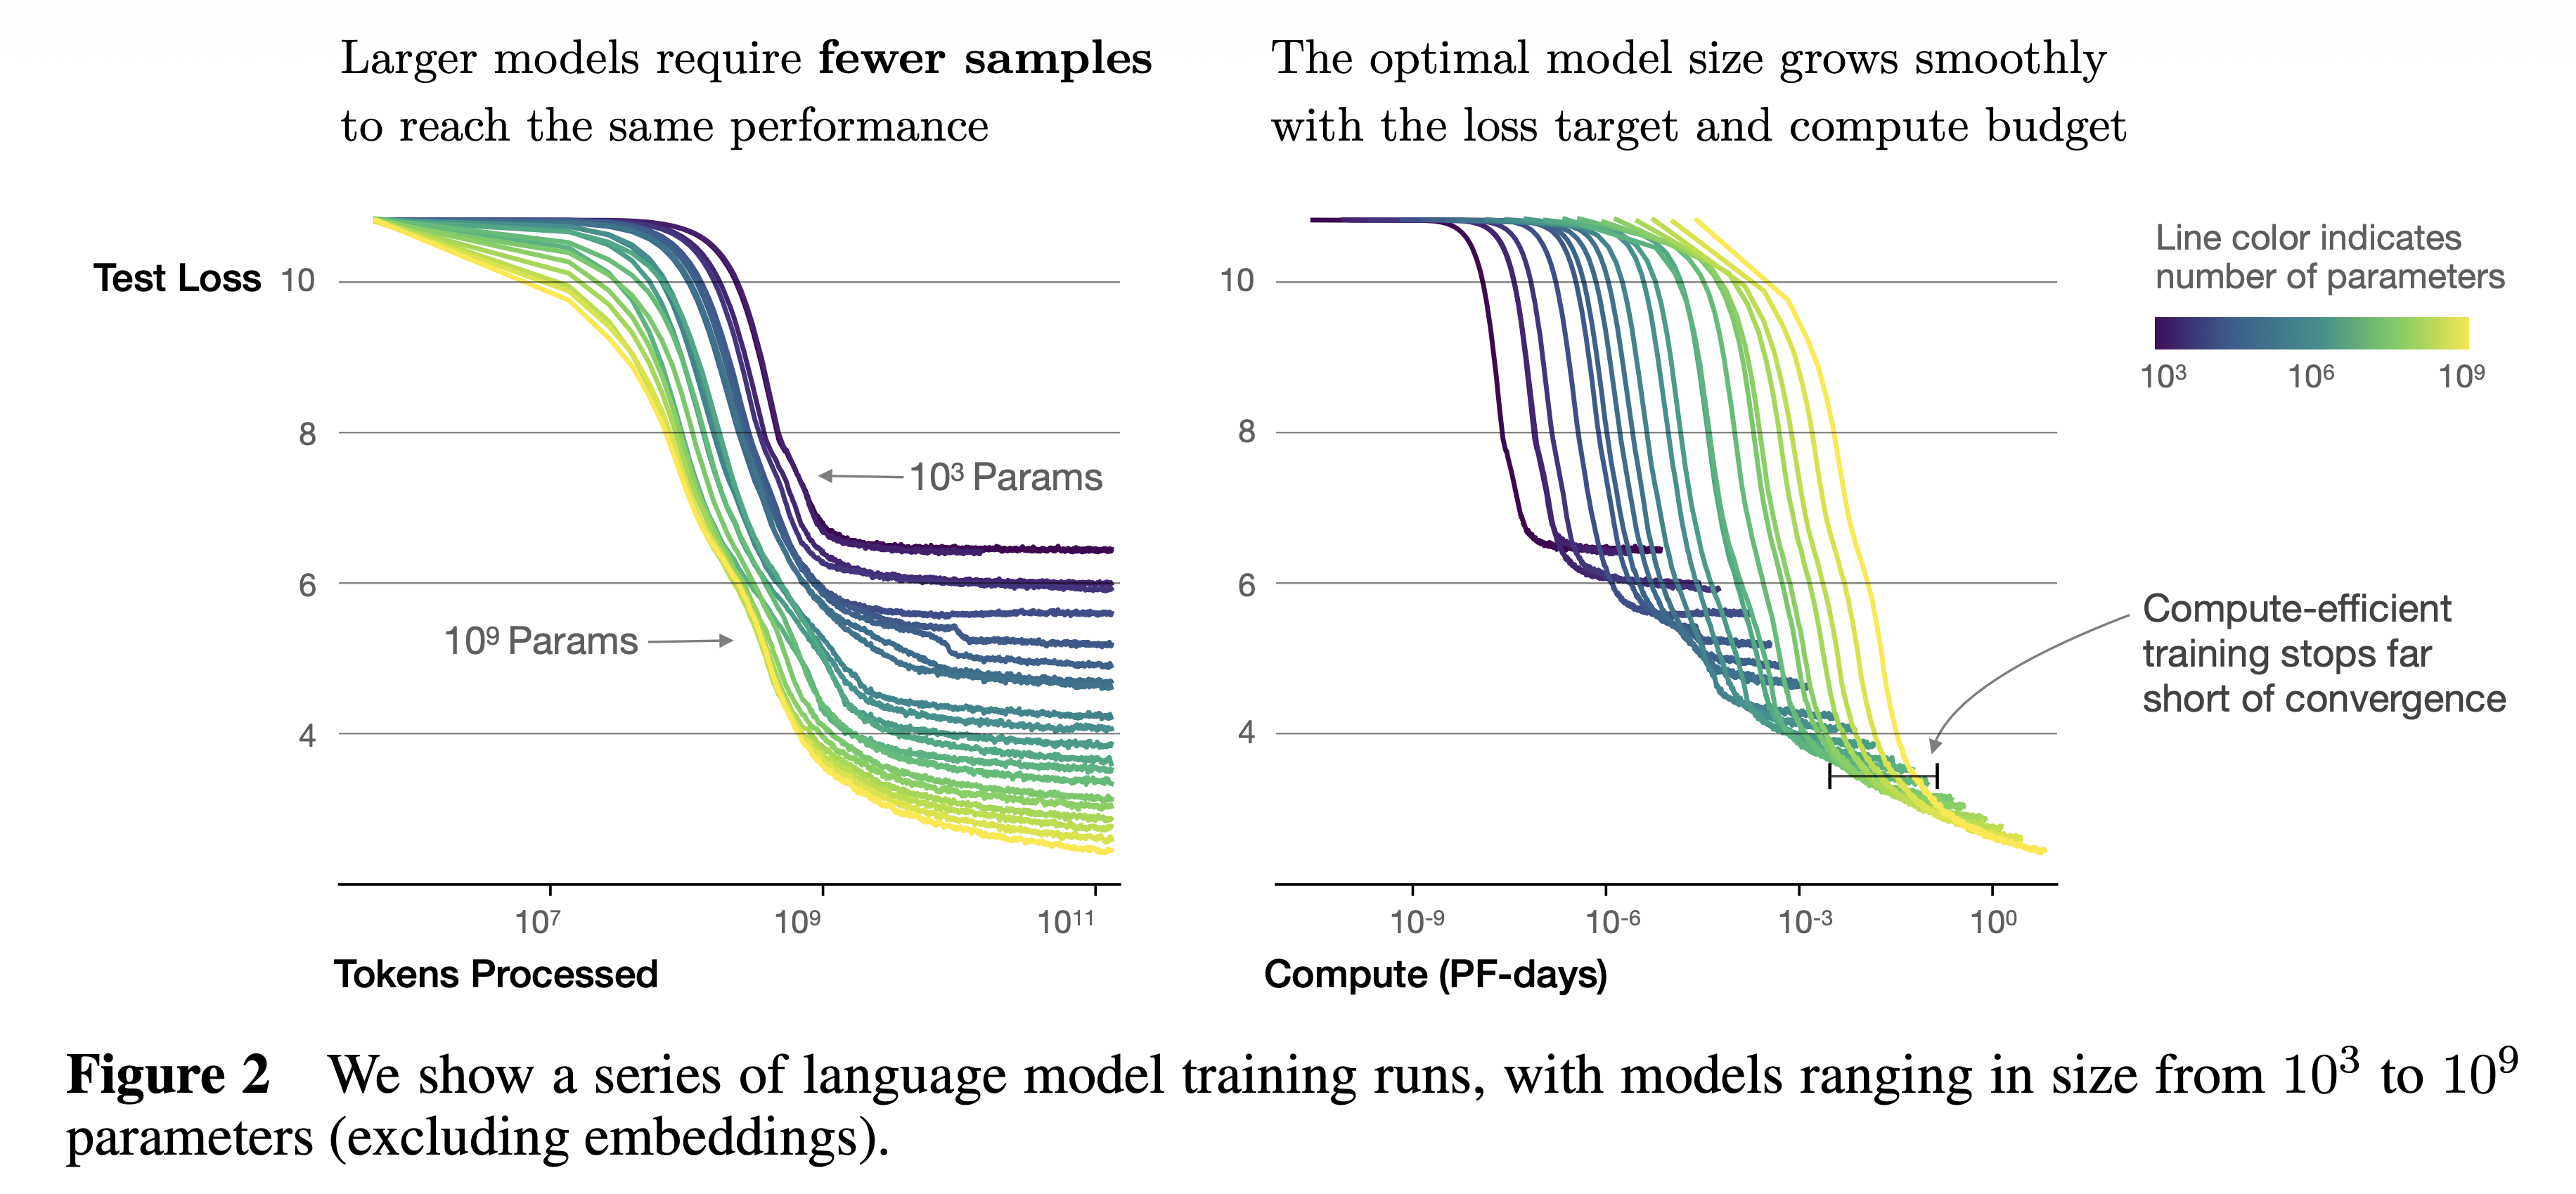 Larger models require fewer samples
to reach the same performance
The optimal model size grows smoothly
with the loss target and compute budget
Test Loss
10
8
6
4
10³ Params
10⁹ Params
10⁷
10⁹
10¹¹
Tokens Processed
10
8
6
4
Line color indicates
number of parameters
10³
10⁶
10⁹
Compute-efficient
training stops far
short of convergence
10⁻⁹
10⁻⁶
10⁻³
10⁰
Compute (PF-days)
Figure 2 We show a series of language model training runs, with models ranging in size from 10³ to 10⁹
parameters (excluding embeddings).